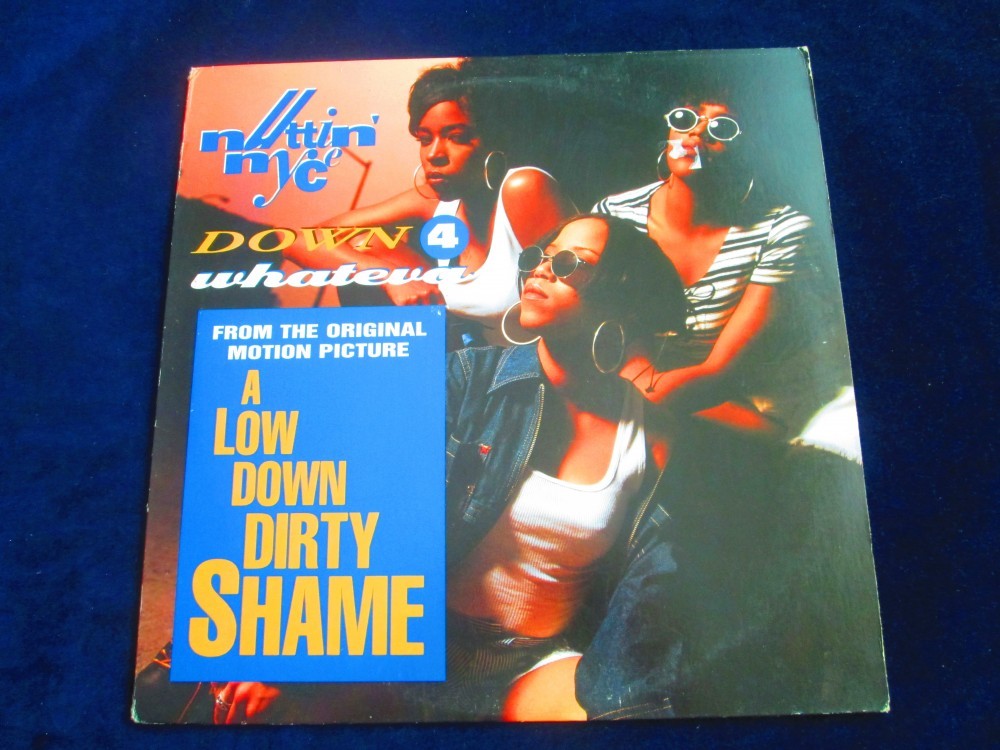 nUttin'
nyce
DOWN 4
whateva
FROM THE ORIGINAL
MOTION PICTURE
A
LOW
DOWN
DIRTY
SHAME